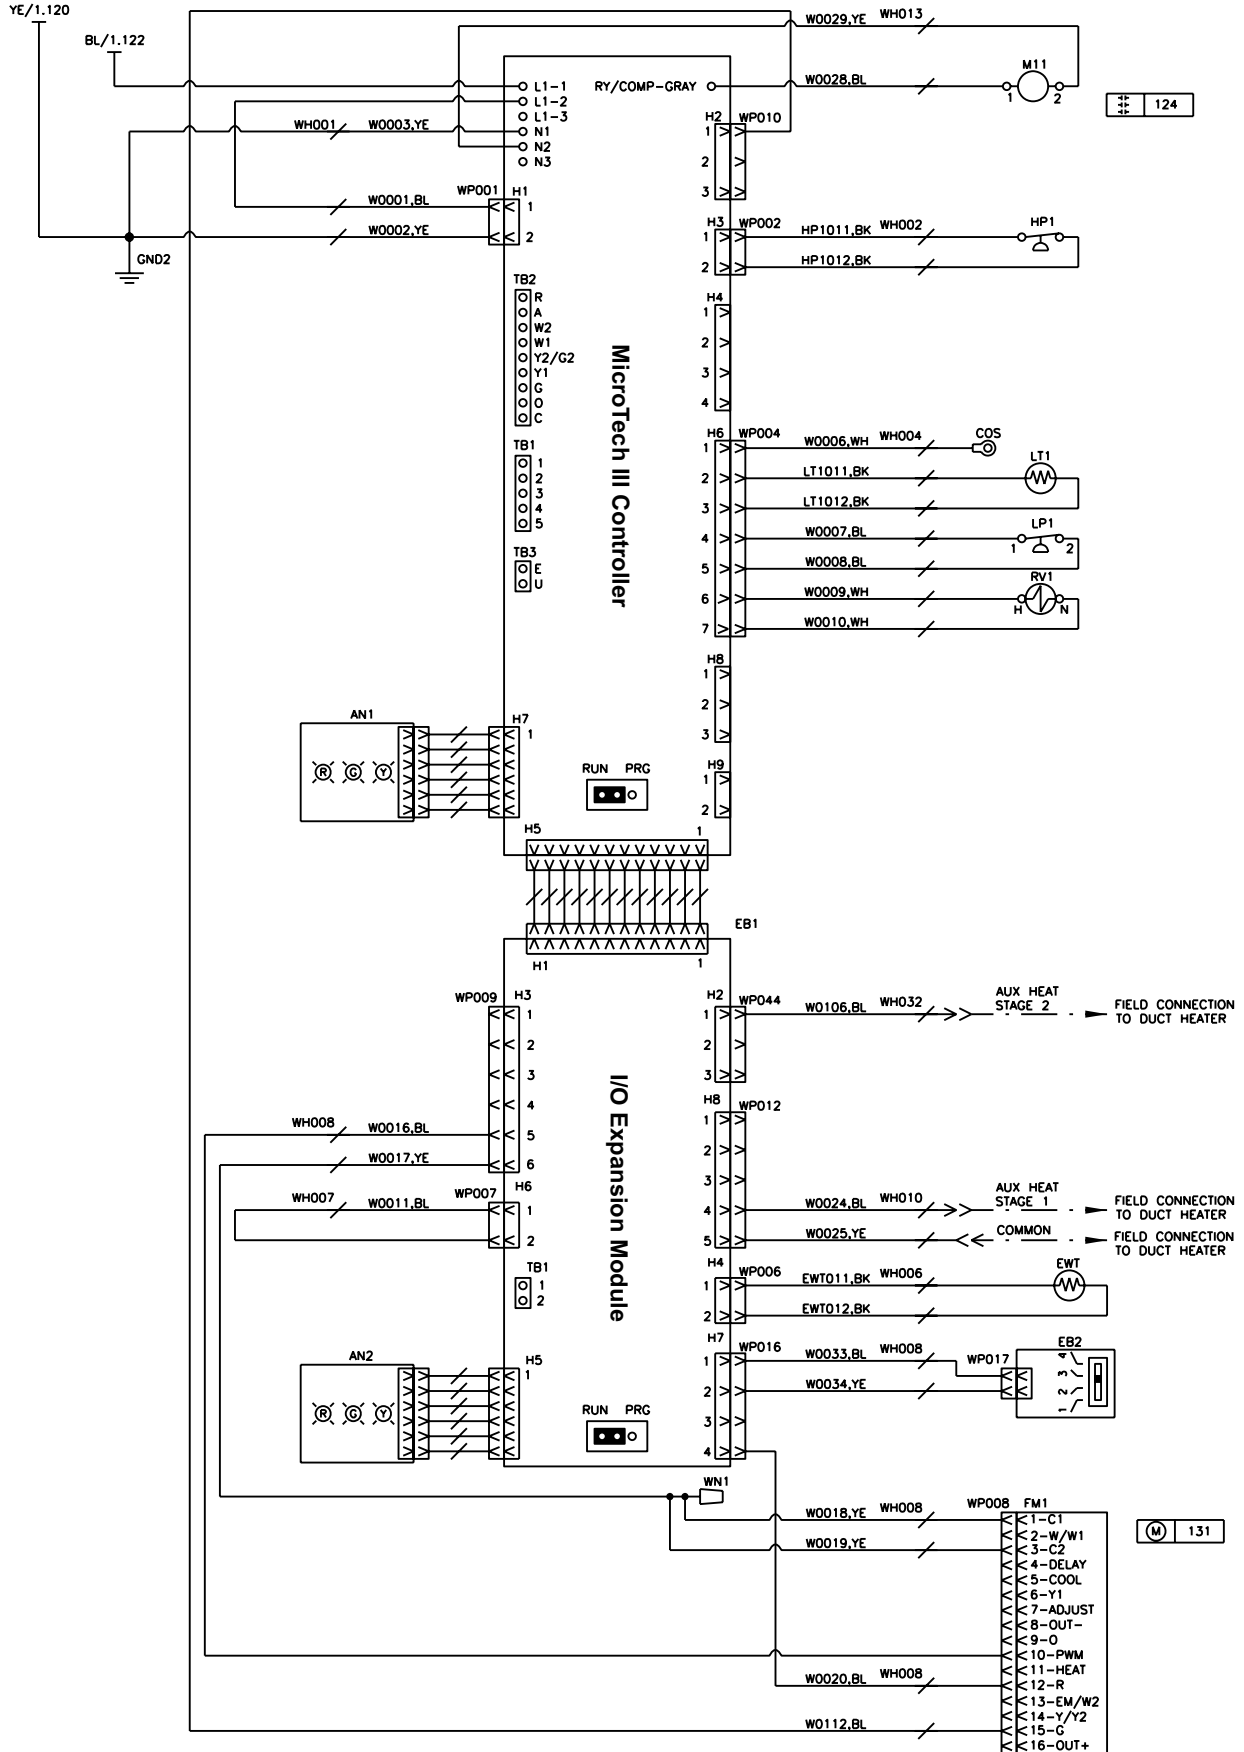 YE/1.120
BL/1.122
W0029,YE WH013
M11
1 2
124
L1-1
L1-2
L1-3
N1
N2
N3
RY/COMP-GRAY
W0028,BL
WH001 W0003,YE
H2 WP010
1
2
3
WP001 H1
W0001,BL 1
W0002,YE 2
GND2
H3 WP002
1 HP1011,BK WH002 HP1
2 HP1012,BK
TB2
R
A
W2
W1
Y2/G2
Y1
G
O
C
H4
1
2
3
4
MicroTech III Controller
TB1
1
2
3
4
5
TB3
E
U
H6 WP004
1 W0006,WH WH004 COS
2 LT1011,BK LT1
3 LT1012,BK
4 W0007,BL 1 LP1 2
5 W0008,BL
6 W0009,WH H RV1 N
7 W0010,WH
H8
1
2
3
AN1
R G Y
H7
1
RUN PRG
H9
1
2
H5 1
EB1
H1 1
WP009 H3
1
2
3
4
WH008 W0016,BL 5
W0017,YE 6
H2 WP044
1 W0106,BL WH032
2
3
AUX HEAT
STAGE 2
FIELD CONNECTION
TO DUCT HEATER
I/O Expansion Module
H8 WP012
1
2
3
4 W0024,BL WH010
5 W0025,YE
AUX HEAT
STAGE 1
FIELD CONNECTION
TO DUCT HEATER
COMMON
FIELD CONNECTION
TO DUCT HEATER
WP007 H6
WH007 W0011,BL 1
2
TB1
1
2
H4 WP006
1 EWT011,BK WH006 EWT
2 EWT012,BK
AN2
R G Y
H5
1
RUN PRG
H7 WP016
1 W0033,BL WH008
2 W0034,YE
3
4
WP017
EB2
4
3
2
1
WN1
W0018,YE WH008
W0019,YE
W0020,BL WH008
W0112,BL
WP008 FM1
1-C1
2-W/W1
3-C2
4-DELAY
5-COOL
6-Y1
7-ADJUST
8-OUT-
9-O
10-PWM
11-HEAT
12-R
13-EM/W2
14-Y/Y2
15-G
16-OUT+
M 131